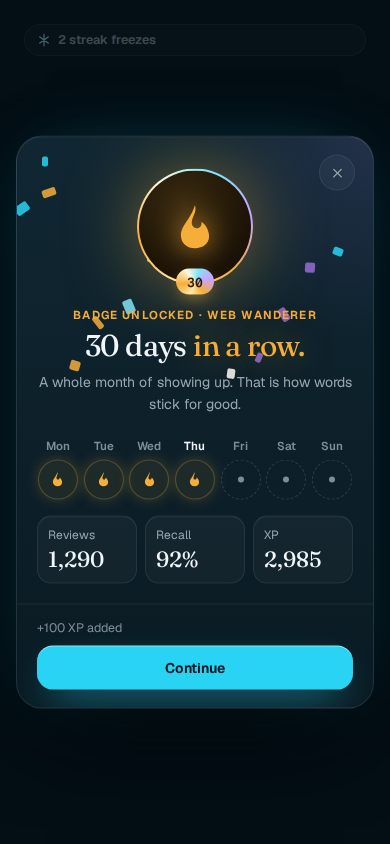 2 streak freezes
30
BADGE UNLOCKED · WEB WANDERER
30 days in a row.
A whole month of showing up. That is how words
stick for good.
Mon Tue Wed Thu Fri Sat Sun
Reviews Recall XP
1,290 92% 2,985
+100 XP added
Continue